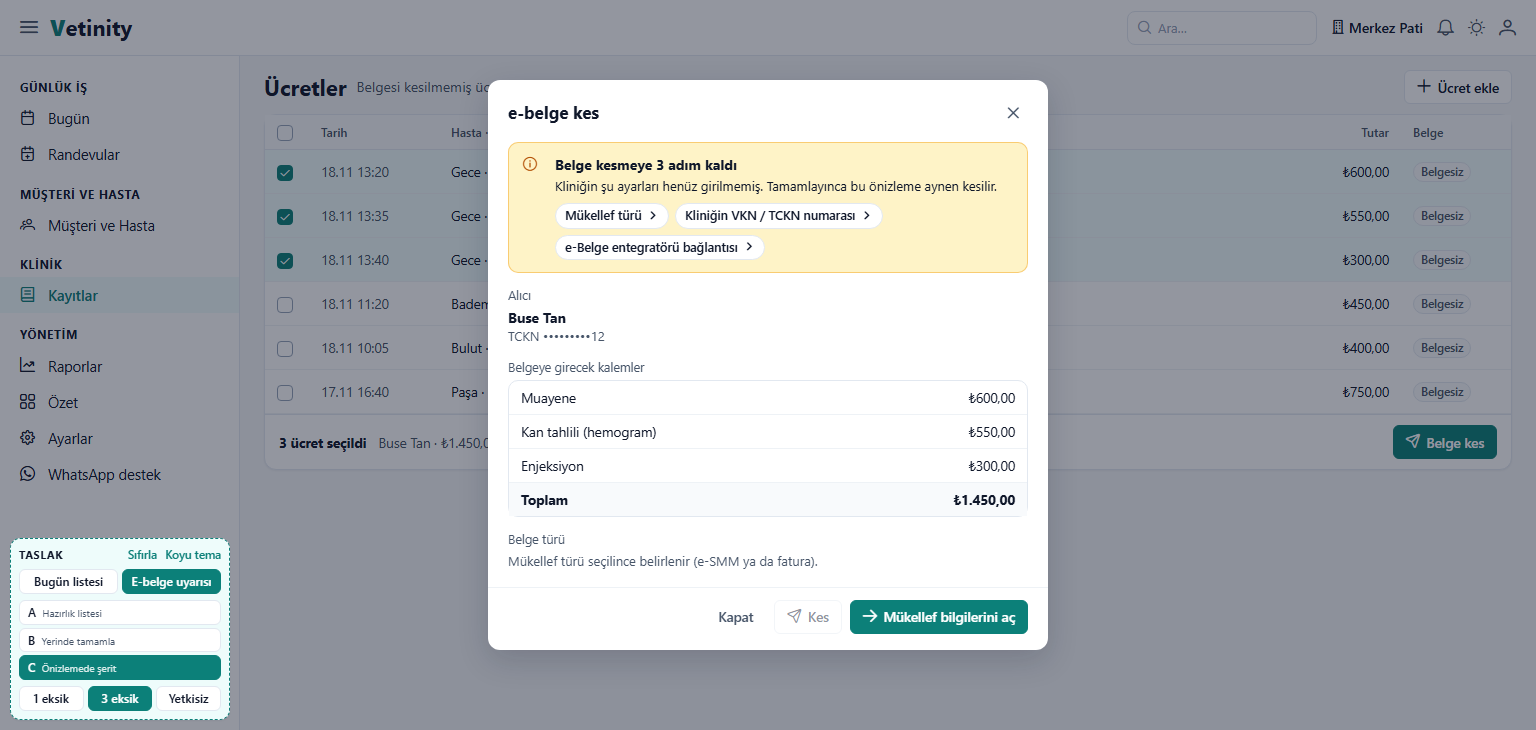 Vetinity
Ara...
Merkez Pati
GÜNLÜK İŞ
Bugün
Randevular
MÜŞTERİ VE HASTA
Müşteri ve Hasta
KLİNİK
Kayıtlar
YÖNETİM
Raporlar
Özet
Ayarlar
WhatsApp destek
TASLAK Sıfırla Koyu tema
Bugün listesi E-belge uyarısı
A Hazırlık listesi
B Yerinde tamamla
C Önizlemede şerit
1 eksik 3 eksik Yetkisiz
Ücretler Belgesi kesilmemiş
Ücret ekle
Tarih Hasta · Tutar Belge
18.11 13:20 Gece · ₺600,00 Belgesiz
18.11 13:35 Gece · ₺550,00 Belgesiz
18.11 13:40 Gece · ₺300,00 Belgesiz
18.11 11:20 Badem ₺450,00 Belgesiz
18.11 10:05 Bulut · ₺400,00 Belgesiz
17.11 16:40 Paşa · ₺750,00 Belgesiz
3 ücret seçildi Buse Tan · ₺1.450,0
Belge kes
e-belge kes
Belge kesmeye 3 adım kaldı
Kliniğin şu ayarları henüz girilmemiş. Tamamlayınca bu önizleme aynen kesilir.
Mükellef türü Kliniğin VKN / TCKN numarası
e-Belge entegratörü bağlantısı
Alıcı
Buse Tan
TCKN •••••••••12
Belgeye girecek kalemler
Muayene ₺600,00
Kan tahlili (hemogram) ₺550,00
Enjeksiyon ₺300,00
Toplam ₺1.450,00
Belge türü
Mükellef türü seçilince belirlenir (e-SMM ya da fatura).
Kapat Kes Mükellef bilgilerini aç